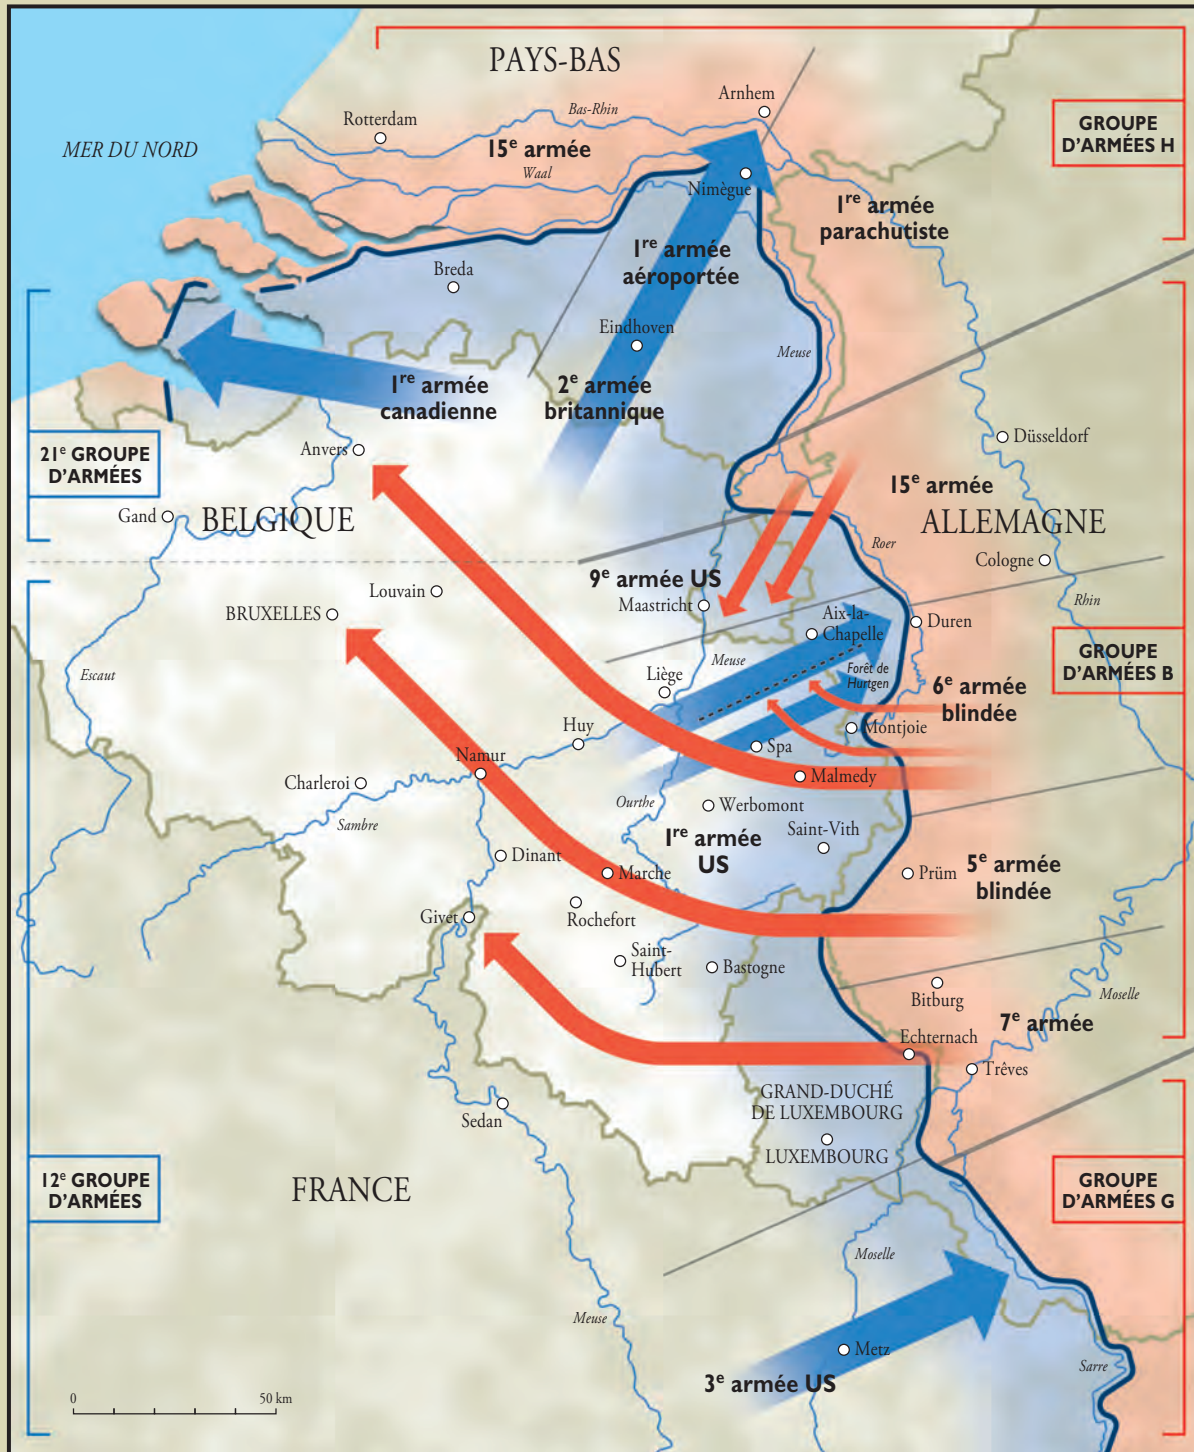 PAYS-BAS
Arnhem
Bas-Rhin
Rotterdam
GROUPE
D'ARMÉES H
MER DU NORD
15e armée
Waal
Nimègue
1re armée
parachutiste
1re armée
aéroportée
Breda
Eindhoven
Meuse
1re armée
canadienne
2e armée
britannique
Düsseldorf
21e GROUPE
D'ARMÉES
Anvers
15e armée
Gand
BELGIQUE
ALLEMAGNE
Roer
Cologne
9e armée US
Louvain
Maastricht
Rhin
BRUXELLES
Aix-la-
Chapelle
Duren
Escaut
Meuse
Liège
Forêt de
Hurtgen
GROUPE
D'ARMÉES B
6e armée
blindée
Huy
Montjoie
Spa
Namur
Malmedy
Charleroi
Ourthe
Werbomont
Sambre
Saint-Vith
1re armée
US
Dinant
Marche
Prüm
5e armée
blindée
Givet
Rochefort
Saint-
Hubert
Bastogne
Bitburg
Moselle
7e armée
Echternach
Trêves
GRAND-DUCHÉ
DE LUXEMBOURG
Sedan
LUXEMBOURG
12e GROUPE
D'ARMÉES
FRANCE
GROUPE
D'ARMÉES G
Moselle
Meuse
Metz
Sarre
3e armée US
0 50 km